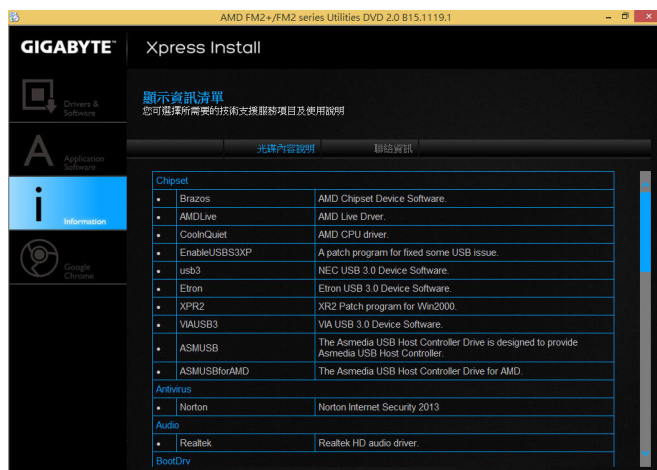 AMD FM2+/FM2 series Utilities DVD 2.0 B15.1119.1
GIGABYTE™
Xpress Install
Drivers &
Software
Application
Software
Information
Google
Chrome
顯示資訊清單
您可選擇所需要的技術支援服務項目及使用說明
光碟內容說明
聯絡資訊
Chipset
• Brazos AMD Chipset Device Software.
• AMDLive AMD Live Drver.
• CoolnQuiet AMD CPU driver.
• EnableUSBS3XP A patch program for fixed some USB issue.
• usb3 NEC USB 3.0 Device Software.
• Etron Etron USB 3.0 Device Software.
• XPR2 XR2 Patch program for Win2000.
• VIAUSB3 VIA USB 3.0 Device Software.
• ASMUSB The Asmedia USB Host Controller Drive is designed to provide
Asmedia USB Host Controller.
• ASMUSBforAMD The Asmedia USB Host Controller Drive for AMD.
Antivirus
• Norton Norton Internet Security 2013
Audio
• Realtek Realtek HD audio driver.
BootDrv